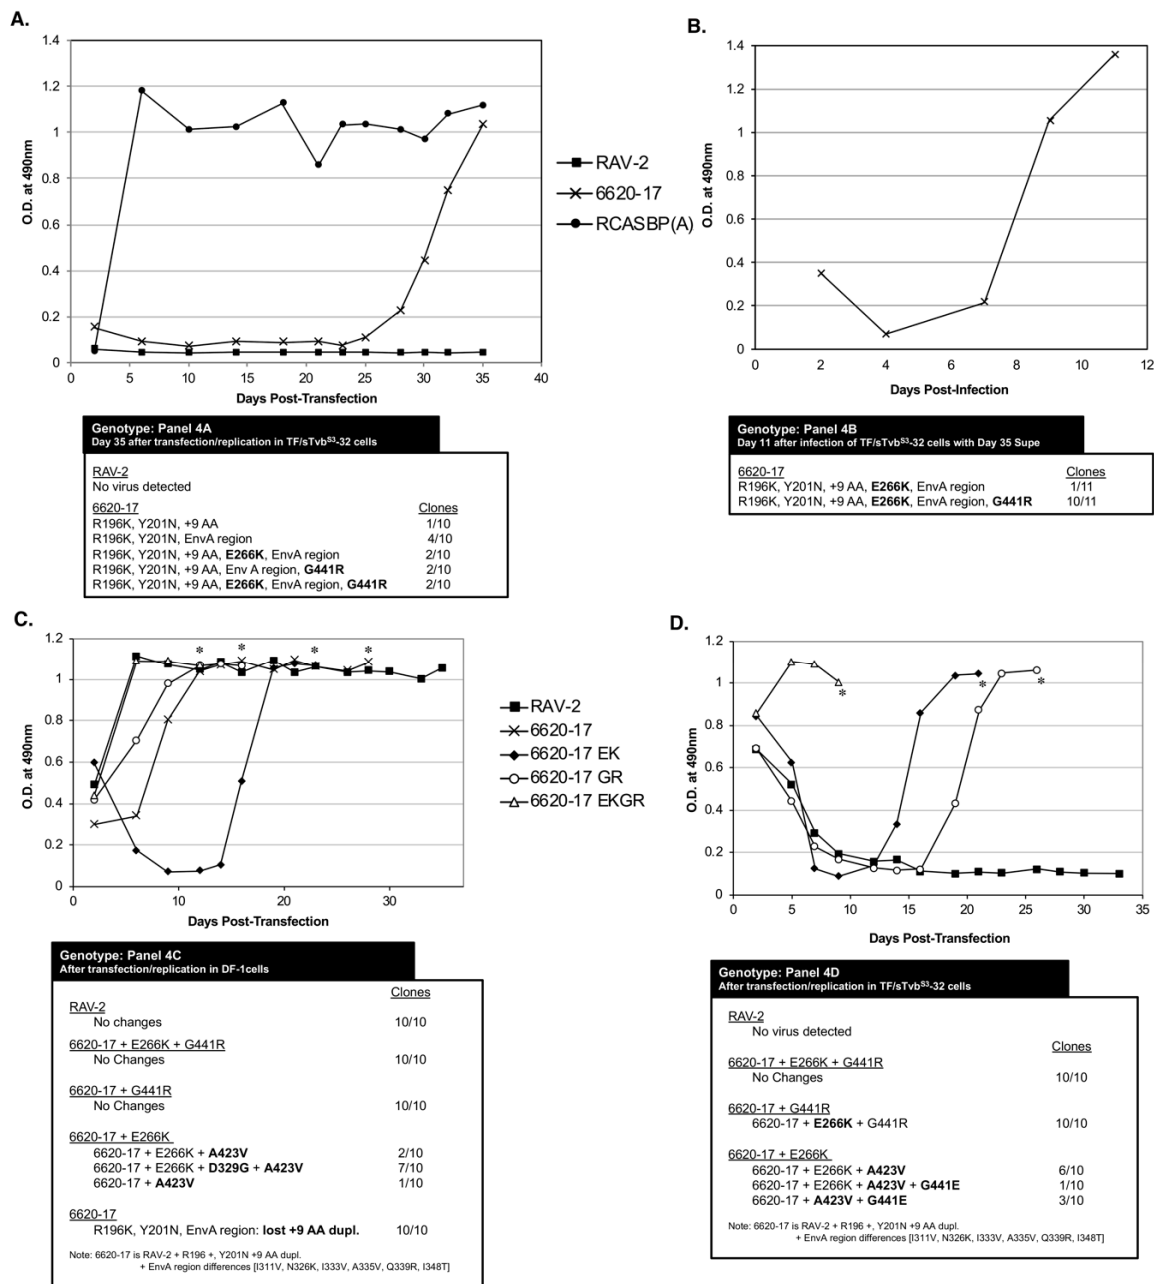 A.
1.4
1.2
1
0.8
0.6
0.4
0.2
0
O.D. at 490nm
0 5 10 15 20 25 30 35 40
Days Post-Transfection
RAV-2
6620-17
RCASBP(A)
Genotype: Panel 4A
Day 35 after transfection/replication in TF/sTvbS3-32 cells
RAV-2
No virus detected
6620-17 Clones
R196K, Y201N, +9 AA 1/10
R196K, Y201N, EnvA region 4/10
R196K, Y201N, +9 AA, E266K, EnvA region 2/10
R196K, Y201N, +9 AA, Env A region, G441R 2/10
R196K, Y201N, +9 AA, E266K, EnvA region, G441R 2/10
B.
1.4
1.2
1
0.8
0.6
0.4
0.2
0
O.D. at 490nm
0 2 4 6 8 10 12
Days Post-Infection
Genotype: Panel 4B
Day 11 after infection of TF/sTvbS3-32 cells with Day 35 Supe
6620-17 Clones
R196K, Y201N, +9 AA, E266K, EnvA region 1/11
R196K, Y201N, +9 AA, E266K, EnvA region, G441R 10/11
C.
1.2
1
0.8
0.6
0.4
0.2
0
O.D. at 490nm
* * * *
0 10 20 30
Days Post-Transfection
RAV-2
6620-17
6620-17 EK
6620-17 GR
6620-17 EKGR
Genotype: Panel 4C
After transfection/replication in DF-1cells
Clones
RAV-2
No changes 10/10
6620-17 + E266K + G441R
No Changes 10/10
6620-17 + G441R
No Changes 10/10
6620-17 + E266K
6620-17 + E266K + A423V 2/10
6620-17 + E266K + D329G + A423V 7/10
6620-17 + A423V 1/10
6620-17
R196K, Y201N, EnvA region: lost +9 AA dupl. 10/10
Note: 6620-17 is RAV-2 + R196 +, Y201N +9 AA dupl.
+ EnvA region differences [I311V, N326K, I333V, A335V, Q339R, I348T]
D.
1.2
1
0.8
0.6
0.4
0.2
0
O.D. at 490nm
* * *
0 5 10 15 20 25 30 35
Days Post-Transfection
Genotype: Panel 4D
After transfection/replication in TF/sTvbS3-32 cells
RAV-2
No virus detected
Clones
6620-17 + E266K + G441R
No Changes 10/10
6620-17 + G441R
6620-17 + E266K + G441R 10/10
6620-17 + E266K
6620-17 + E266K + A423V 6/10
6620-17 + E266K + A423V + G441E 1/10
6620-17 + A423V + G441E 3/10
Note: 6620-17 is RAV-2 + R196 +, Y201N +9 AA dupl.
+ EnvA region differences [I311V, N326K, I333V, A335V, Q339R, I348T]